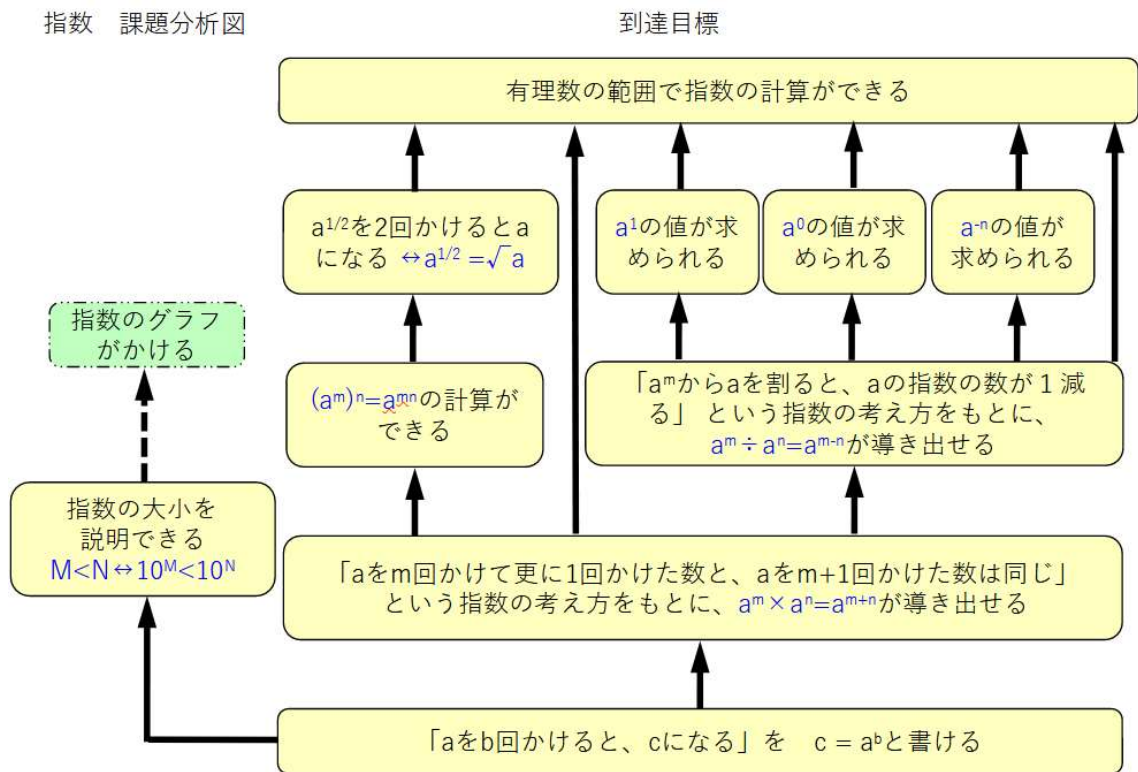 指数　課題分析図
到達目標
有理数の範囲で指数の計算ができる
a¹ᐟ²を2回かけるとa
になる ↔a¹ᐟ² =√a
a¹の値が求
められる
a⁰の値が求
められる
a⁻ⁿの値が
求められる
指数のグラフ
がかける
(aᵐ)ⁿ=aᵐⁿの計算が
できる
「aᵐからaを割ると、aの指数の数が１減
る」 という指数の考え方をもとに、
aᵐ÷aⁿ=aᵐ⁻ⁿが導き出せる
指数の大小を
説明できる
M<N↔10ᴹ<10ᴺ
「aをm回かけて更に1回かけた数と、aをm+1回かけた数は同じ」
という指数の考え方をもとに、aᵐ×aⁿ=aᵐ⁺ⁿが導き出せる
「aをb回かけると、cになる」を　c = aᵇと書ける